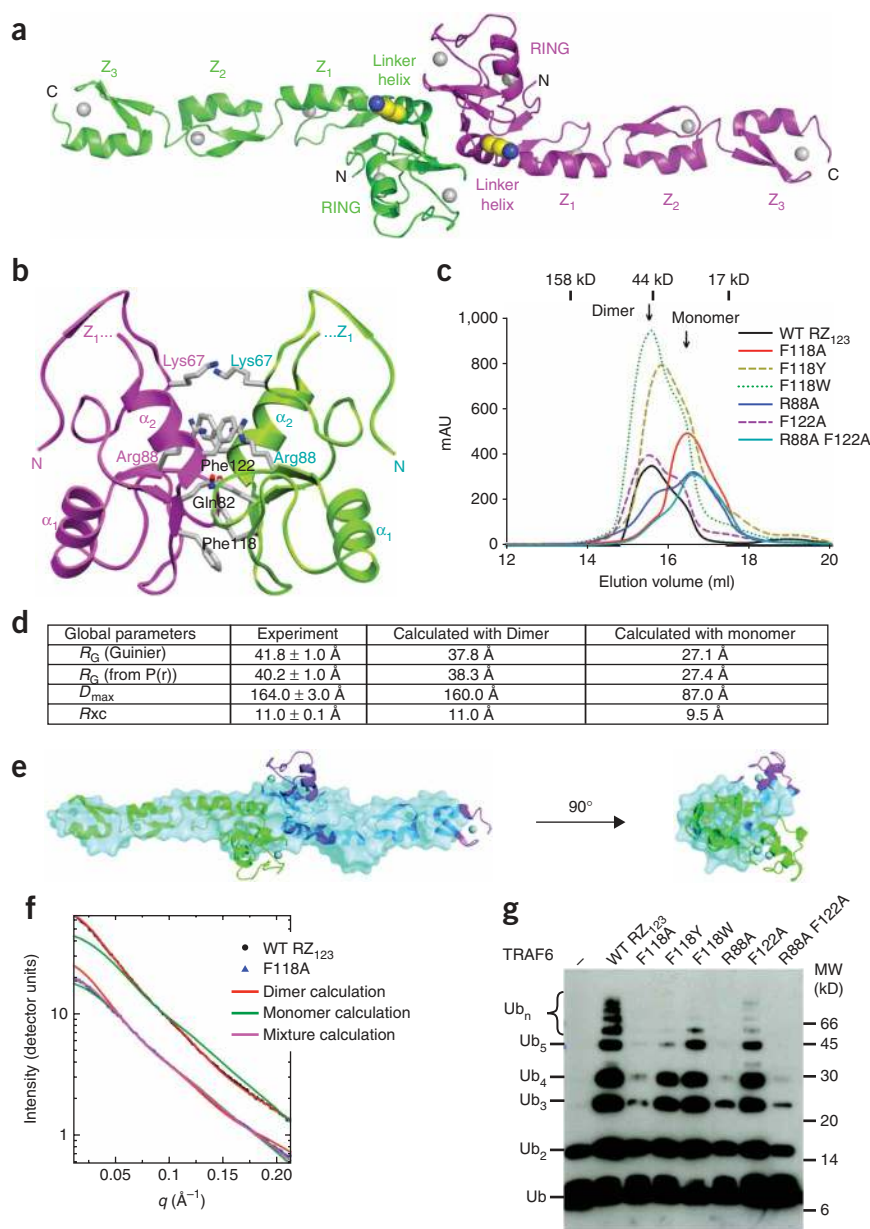 a
Z3
Z2
Z1
Linker helix
RING
N
C
N
RING
Linker helix
Z1
Z2
Z3
C
b
Z1...
Lys67
Lys67
...Z1
α2
α2
N
Arg88
Phe122
Arg88
N
Gln82
α1
α1
Phe118
c
158 kD 44 kD 17 kD
Dimer
Monomer
mAU
1,000
800
600
400
200
0
12 14 16 18 20
Elution volume (ml)
WT RZ123
F118A
F118Y
F118W
R88A
F122A
R88A F122A
d
Global parameters Experiment Calculated with Dimer Calculated with monomer
RG (Guinier) 41.8 ± 1.0 Å 37.8 Å 27.1 Å
RG (from P(r)) 40.2 ± 1.0 Å 38.3 Å 27.4 Å
Dmax 164.0 ± 3.0 Å 160.0 Å 87.0 Å
Rxc 11.0 ± 0.1 Å 11.0 Å 9.5 Å
e
90°
f
Intensity (detector units)
10
1
0.05 0.1 0.15 0.20
q (Å−1)
WT RZ123
F118A
Dimer calculation
Monomer calculation
Mixture calculation
g
TRAF6
–
WT RZ123
F118A
F118Y
F118W
R88A
F122A
R88A F122A
MW (kD)
Ubn
Ub5
Ub4
Ub3
Ub2
Ub
66
45
30
20
14
6